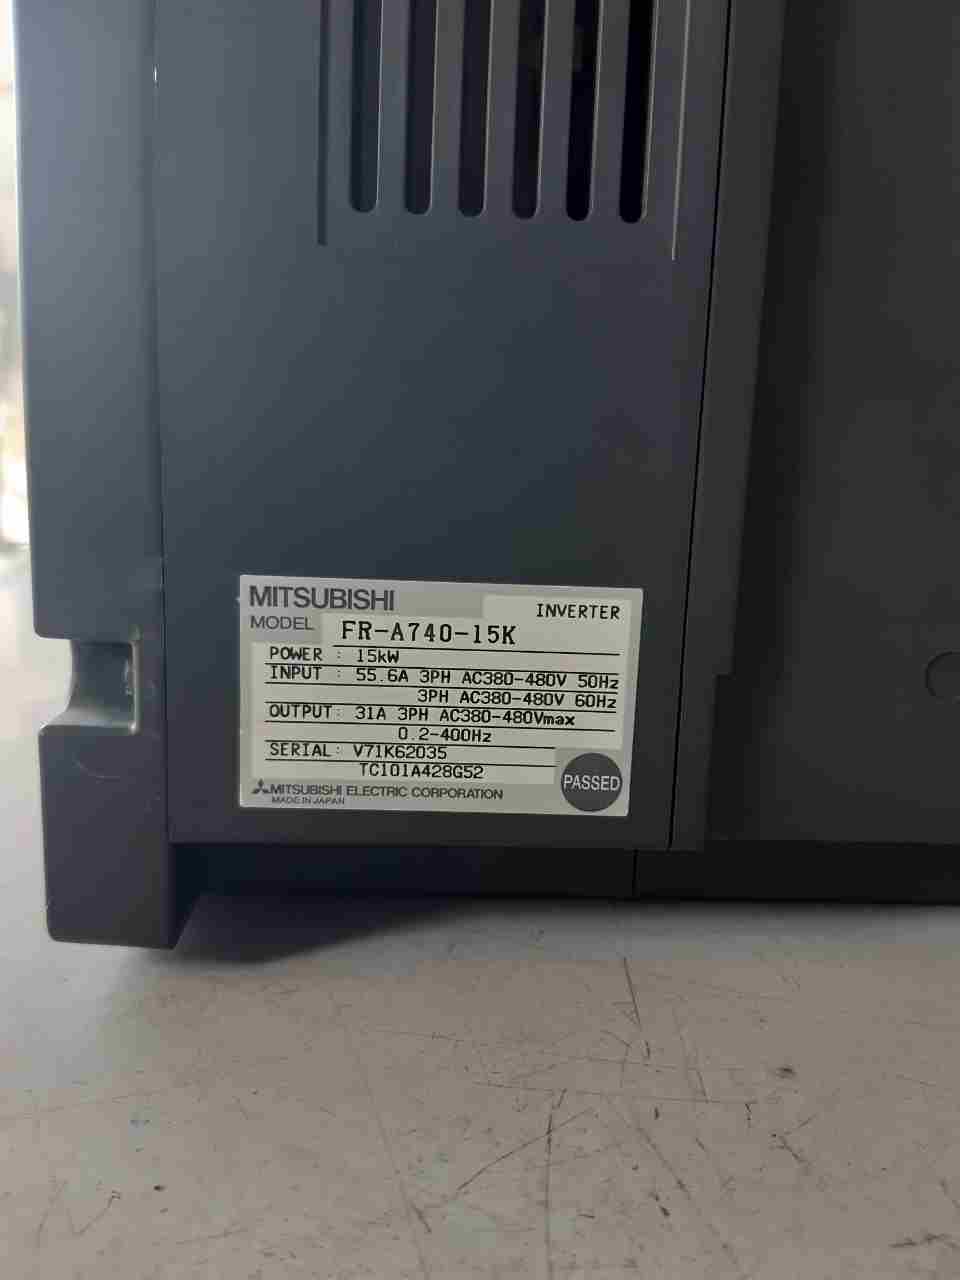 MITSUBISHI
INVERTER
MODEL FR-A740-15K
POWER : 15kW
INPUT : 55.6A 3PH AC380-480V 50Hz
3PH AC380-480V 60Hz
OUTPUT: 31A 3PH AC380-480Vmax
0.2-400Hz
SERIAL: V71K62035
TC101A428G52
PASSED
MITSUBISHI ELECTRIC CORPORATION
MADE IN JAPAN